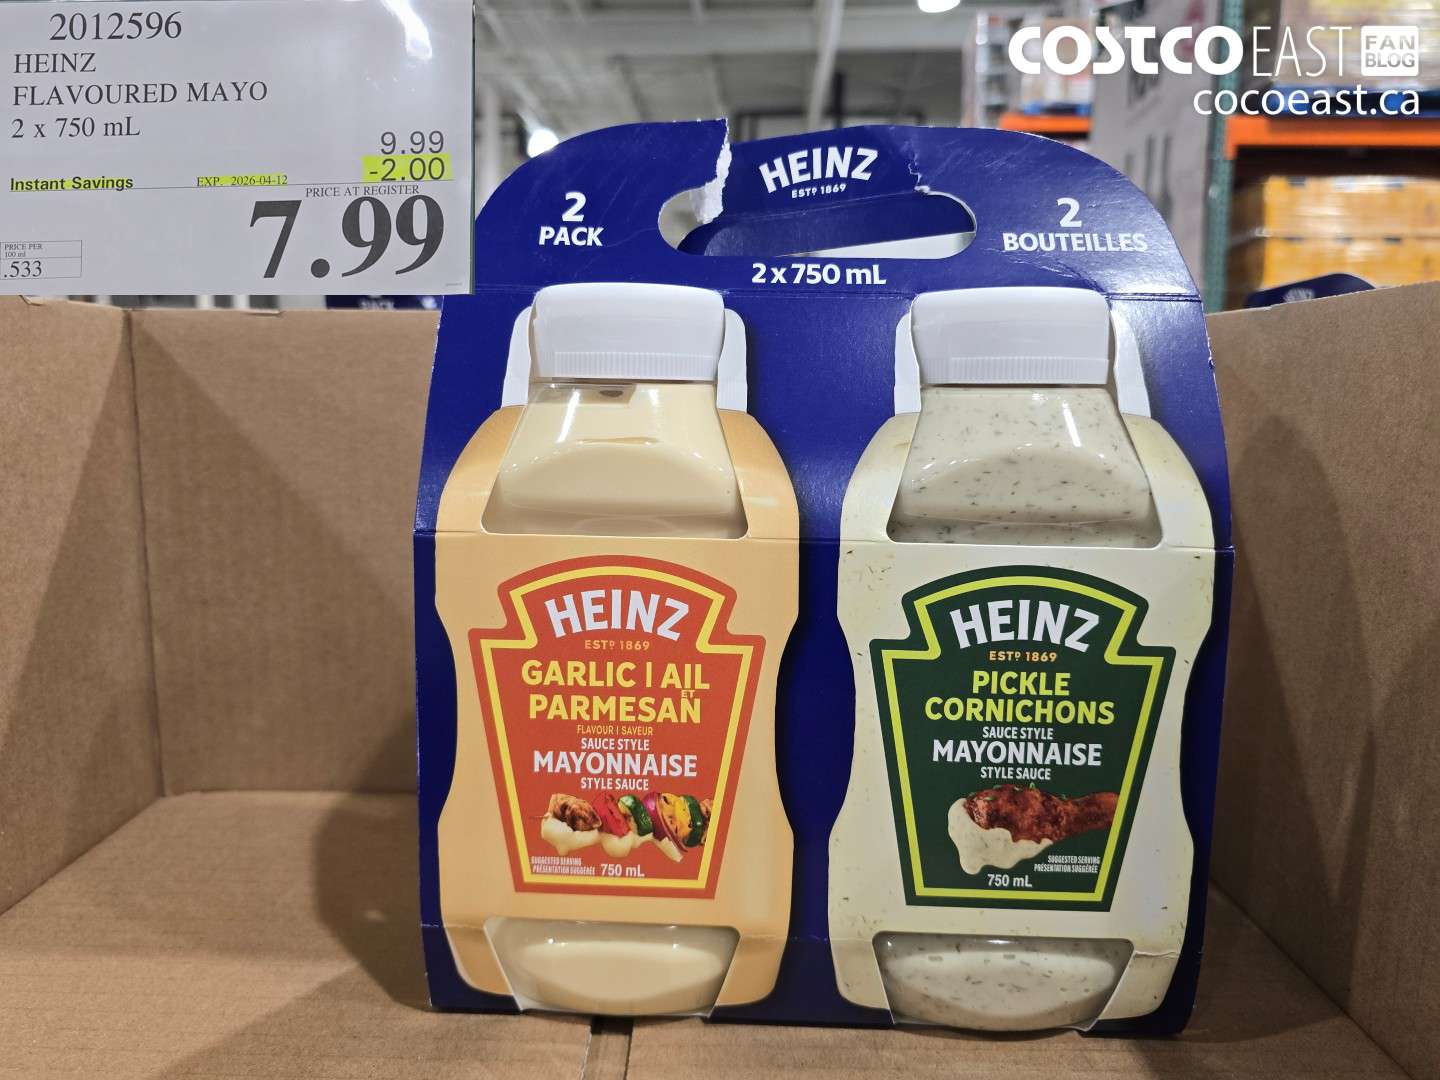 2012596
HEINZ
FLAVOURED MAYO
2 x 750 mL
9.99
-2.00
Instant Savings EXP. 2026-04-12
PRICE AT REGISTER
7.99
PRICE PER
100 ml
.533
COSTCO EAST FAN BLOG
cocoeast.ca
HEINZ
ESTD 1869
2
PACK
2
BOUTEILLES
2 x 750 mL
HEINZ
ESTD 1869
GARLIC | AIL
ET
PARMESAN
FLAVOUR | SAVEUR
SAUCE STYLE
MAYONNAISE
STYLE SAUCE
SUGGESTED SERVING
PRÉSENTATION SUGGÉRÉE
750 mL
HEINZ
ESTD 1869
PICKLE
CORNICHONS
SAUCE STYLE
MAYONNAISE
STYLE SAUCE
SUGGESTED SERVING
PRÉSENTATION SUGGÉRÉE
750 mL